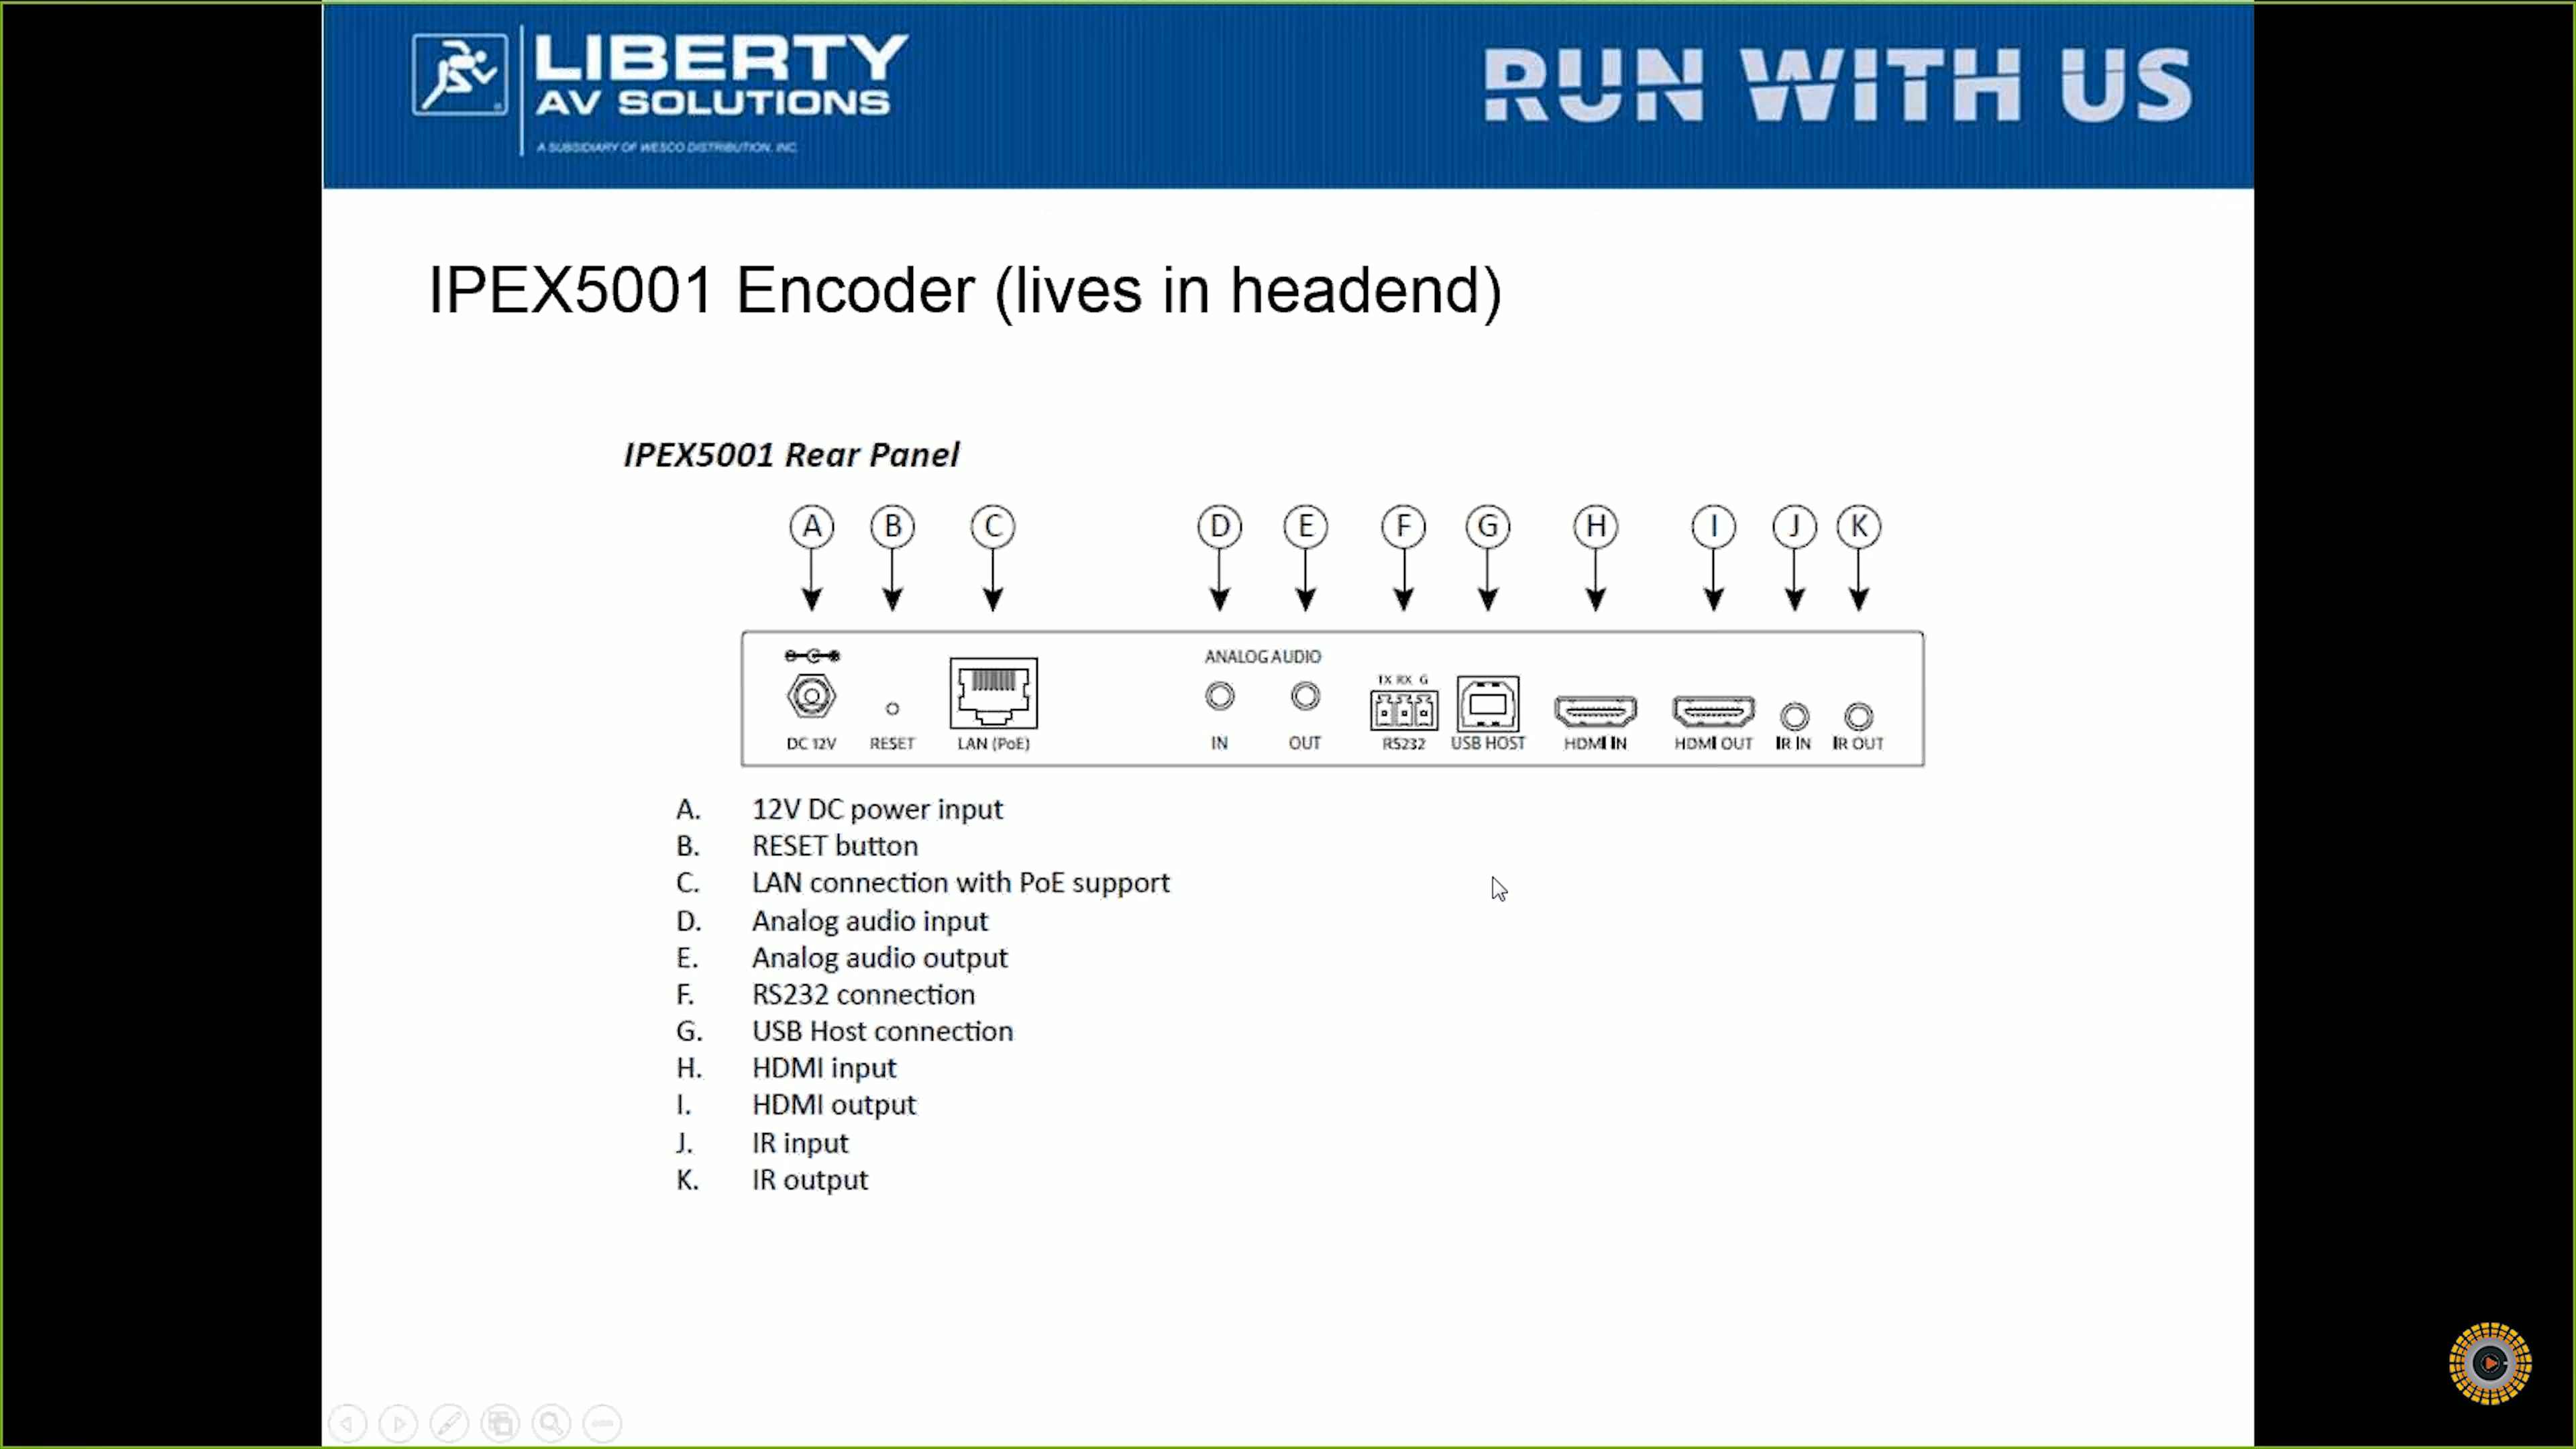 LIBERTY
AV SOLUTIONS
A SUBSIDIARY OF WESCO DISTRIBUTION, INC.
RUN WITH US
IPEX5001 Encoder (lives in headend)
IPEX5001 Rear Panel
A B C D E F G H I J K
ANALOG AUDIO
TX RX G
DC 12V RESET LAN (PoE) IN OUT RS232 USB HOST HDMI IN HDMI OUT IR IN IR OUT
A. 12V DC power input
B. RESET button
C. LAN connection with PoE support
D. Analog audio input
E. Analog audio output
F. RS232 connection
G. USB Host connection
H. HDMI input
I. HDMI output
J. IR input
K. IR output